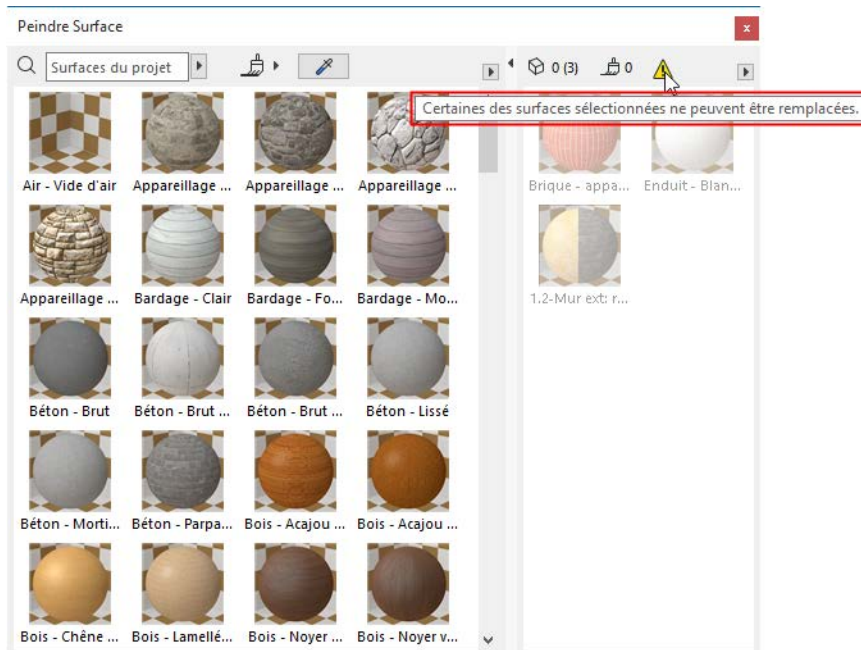 Peindre Surface
x
Surfaces du projet
0 (3)
0
Certaines des surfaces sélectionnées ne peuvent être remplacées.
Air - Vide d'air
Appareillage ...
Appareillage ...
Appareillage ...
Brique - appa...
Enduit - Blan...
Appareillage ...
Bardage - Clair
Bardage - Fo...
Bardage - Mo...
1.2-Mur ext: r...
Béton - Brut
Béton - Brut ...
Béton - Brut ...
Béton - Lissé
Béton - Morti...
Béton - Parpa...
Bois - Acajou ...
Bois - Acajou ...
Bois - Chêne ...
Bois - Lamellé...
Bois - Noyer ...
Bois - Noyer v...